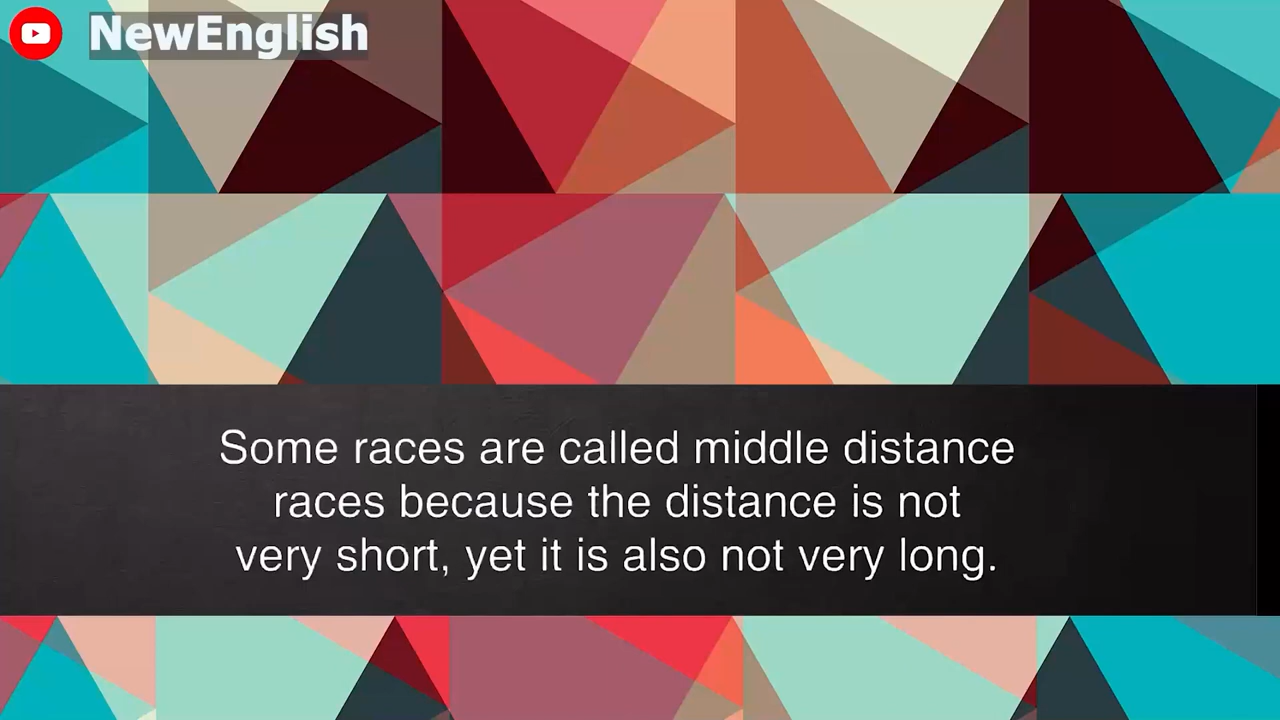 NewEnglish
Some races are called middle distance
races because the distance is not
very short, yet it is also not very long.